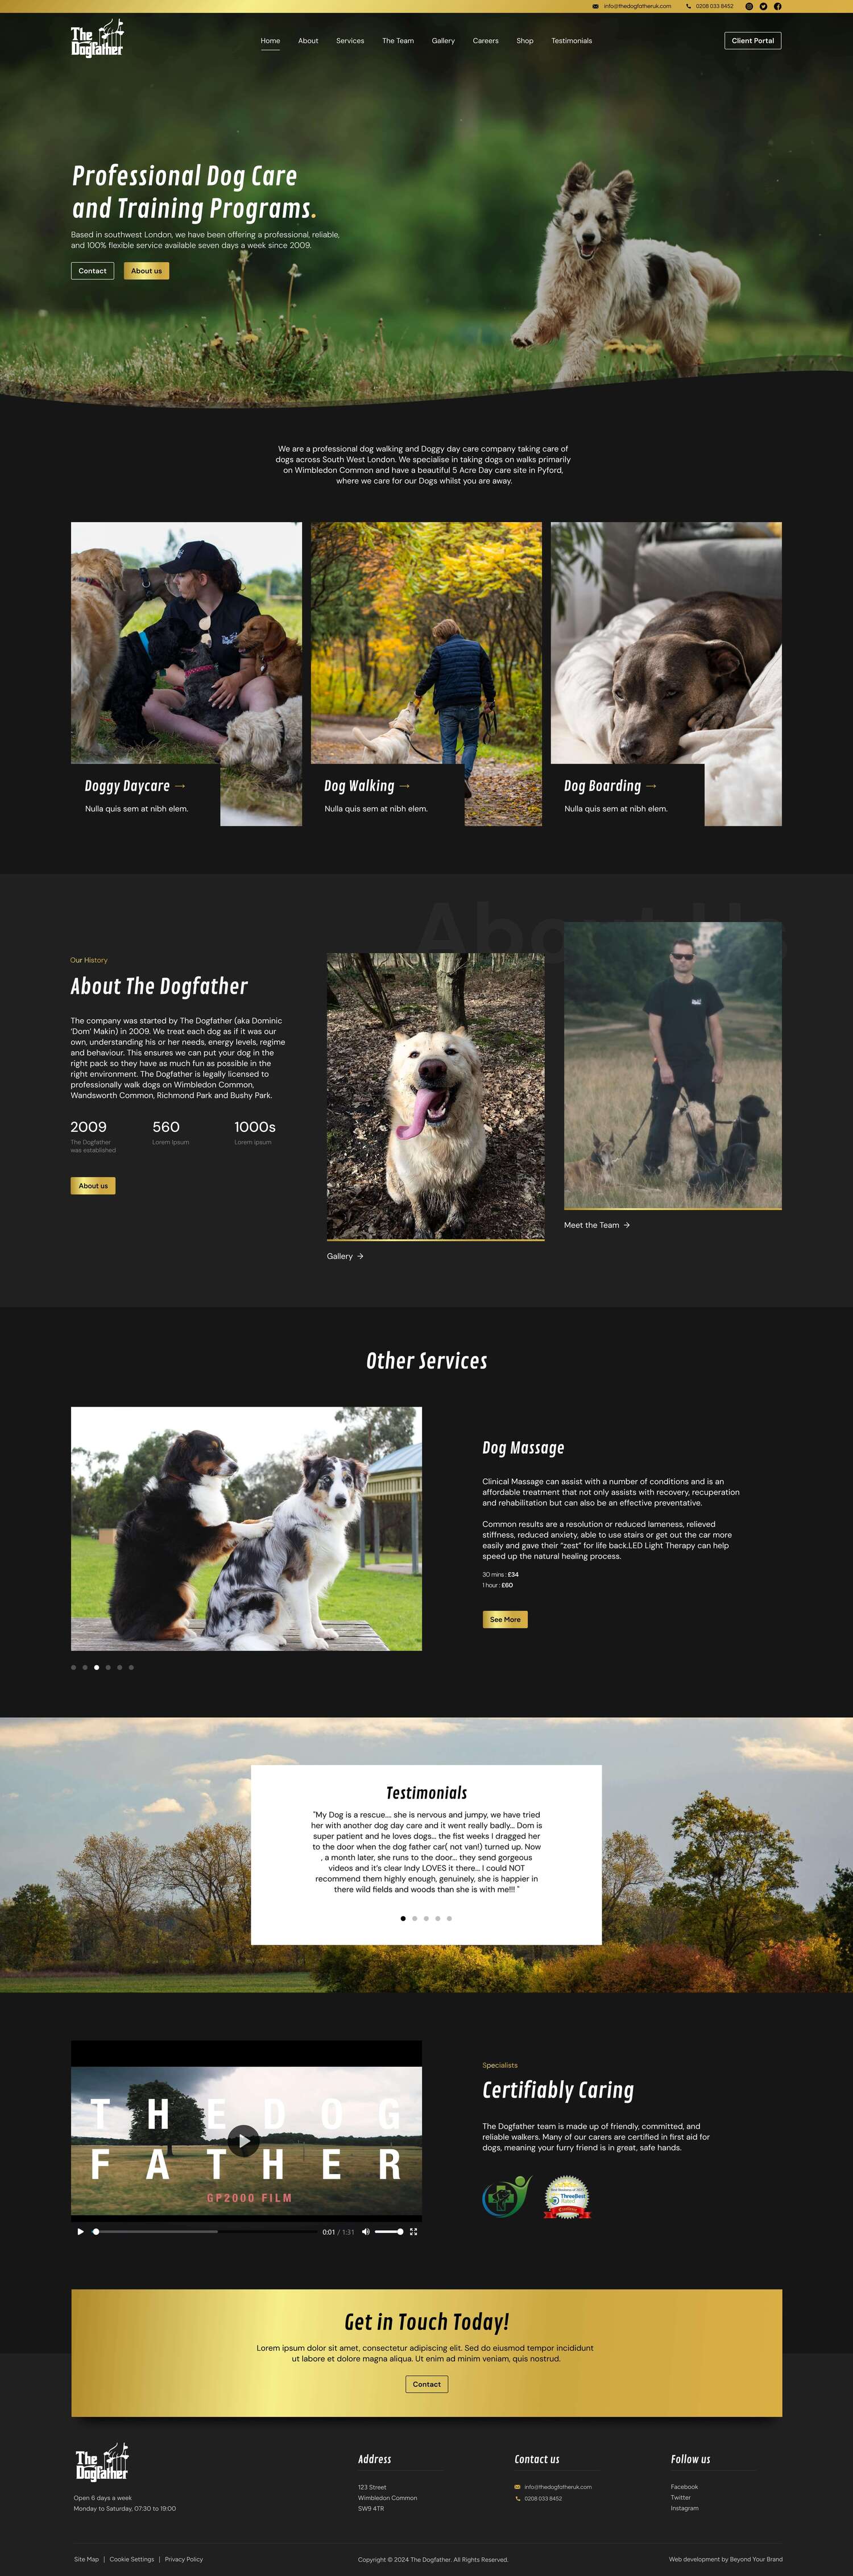 info@thedogfatheruk.com
0208 033 8452
The
Dogfather
Home
About
Services
The Team
Gallery
Careers
Shop
Testimonials
Client Portal
Professional Dog Care
and Training Programs.
Based in southwest London, we have been offering a professional, reliable,
and 100% flexible service available seven days a week since 2009.
Contact
About us
We are a professional dog walking and Doggy day care company taking care of
dogs across South West London. We specialise in taking dogs on walks primarily
on Wimbledon Common and have a beautiful 5 Acre Day care site in Pyford,
where we care for our Dogs whilst you are away.
Doggy Daycare →
Nulla quis sem at nibh elem.
Dog Walking →
Nulla quis sem at nibh elem.
Dog Boarding →
Nulla quis sem at nibh elem.
About Us
Our History
About The Dogfather
The company was started by The Dogfather (aka Dominic
‘Dom’ Makin) in 2009. We treat each dog as if it was our
own, understanding his or her needs, energy levels, regime
and behaviour. This ensures we can put your dog in the
right pack so they have as much fun as possible in the
right environment. The Dogfather is legally licensed to
professionally walk dogs on Wimbledon Common,
Wandsworth Common, Richmond Park and Bushy Park.
2009
The Dogfather
was established
560
Lorem Ipsum
1000s
Lorem ipsum
About us
Gallery →
Meet the Team →
Other Services
Dog Massage
Clinical Massage can assist with a number of conditions and is an
affordable treatment that not only assists with recovery, recuperation
and rehabilitation but can also be an effective preventative.
Common results are a resolution or reduced lameness, relieved
stiffness, reduced anxiety, able to use stairs or get out the car more
easily and gave their “zest” for life back.LED Light Therapy can help
speed up the natural healing process.
30 mins : £34
1 hour : £60
See More
Testimonials
"My Dog is a rescue.... she is nervous and jumpy, we have tried
her with another dog day care and it went really badly... Dom is
super patient and he loves dogs... the fist weeks I dragged her
to the door when the dog father car( not van!) turned up. Now
, a month later, she runs to the door... they send gorgeous
videos and it's clear Indy LOVES it there... I could NOT
recommend them highly enough, genuinely, she is happier in
there wild fields and woods than she is with me!!! "
THE DOG
FATHER
GP2000 FILM
0:01 / 1:31
Specialists
Certifiably Caring
The Dogfather team is made up of friendly, committed, and
reliable walkers. Many of our carers are certified in first aid for
dogs, meaning your furry friend is in great, safe hands.
ThreeBest
Rated
Get in Touch Today!
Lorem ipsum dolor sit amet, consectetur adipiscing elit. Sed do eiusmod tempor incididunt
ut labore et dolore magna aliqua. Ut enim ad minim veniam, quis nostrud.
Contact
The
Dogfather
Open 6 days a week
Monday to Saturday, 07:30 to 19:00
Address
123 Street
Wimbledon Common
SW9 4TR
Contact us
info@thedogfatheruk.com
0208 033 8452
Follow us
Facebook
Twitter
Instagram
Site Map | Cookie Settings | Privacy Policy
Copyright © 2024 The Dogfather. All Rights Reserved.
Web development by Beyond Your Brand